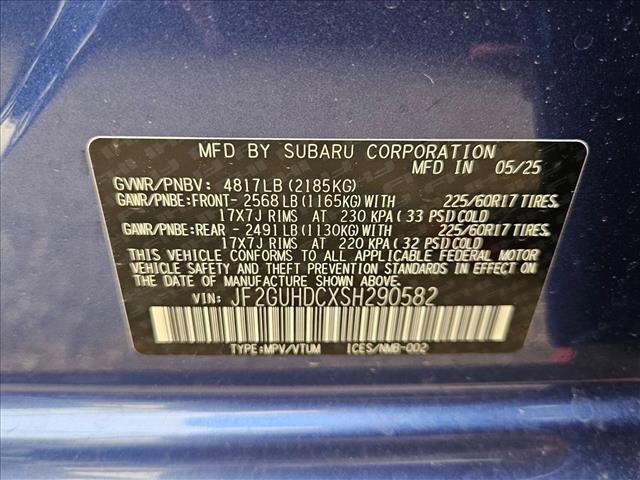 MFD BY SUBARU CORPORATION
MFD IN 05/25
GVWR/PNBV: 4817LB (2185KG)
GAWR/PNBE:FRONT- 2568LB (1165KG) WITH 225/60R17 TIRES,
17X7J RIMS AT 230 KPA ( 33 PSI) COLD
GAWR/PNBE:REAR - 2491LB (1130KG) WITH 225/60R17 TIRES,
17X7J RIMS AT 220 KPA ( 32 PSI) COLD
THIS VEHICLE CONFORMS TO ALL APPLICABLE FEDERAL MOTOR
VEHICLE SAFETY AND THEFT PREVENTION STANDARDS IN EFFECT
ON THE DATE OF MANUFACTURE SHOWN ABOVE.
VIN: JF2GUHDCXSH290582
TYPE:MPV/VTUM ICES/NMB-002